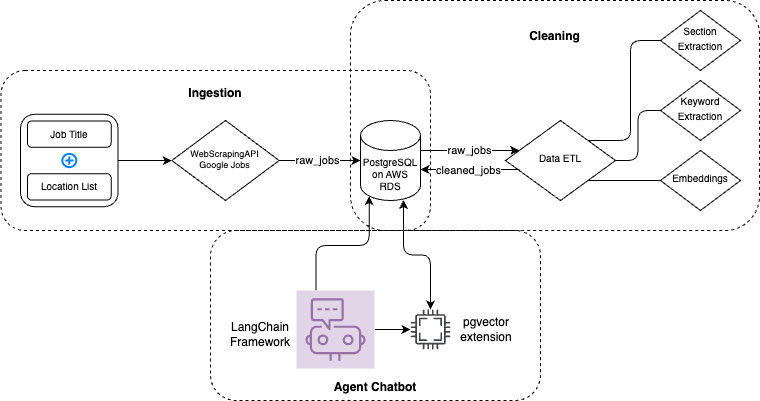 Cleaning
Section
Extraction
Ingestion
Keyword
Extraction
Job Title
WebScrapingAPI
Google Jobs
raw_jobs
PostgreSQL
on AWS
RDS
raw_jobs
cleaned_jobs
Data ETL
Location List
Embeddings
LangChain
Framework
pgvector
extension
Agent Chatbot